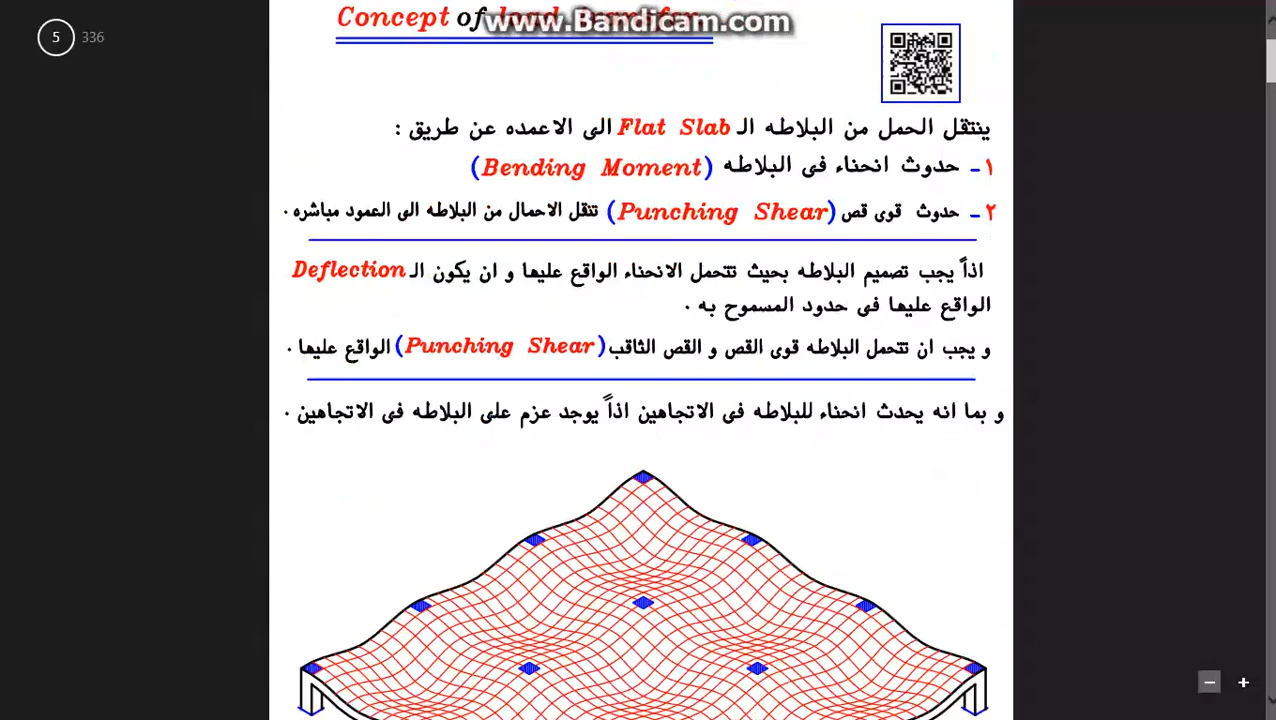 5 336
www.Bandicam.com
Concept of
ينتقل الحمل من البلاطه الـ Flat Slab الى الاعمده عن طريق :
١- حدوث انحناء فى البلاطه (Bending Moment)
٢- حدوث قوى قص (Punching Shear) تنقل الاحمال من البلاطه الى العمود مباشره .
اذاً يجب تصميم البلاطه بحيث تتحمل الانحناء الواقع عليها و ان يكون الـ Deflection
الواقع عليها فى حدود المسموح به .
و يجب ان تتحمل البلاطه قوى القص و القص الثاقب (Punching Shear) الواقع عليها .
و بما انه يحدث انحناء للبلاطه فى الاتجاهين اذاً يوجد عزم على البلاطه فى الاتجاهين .